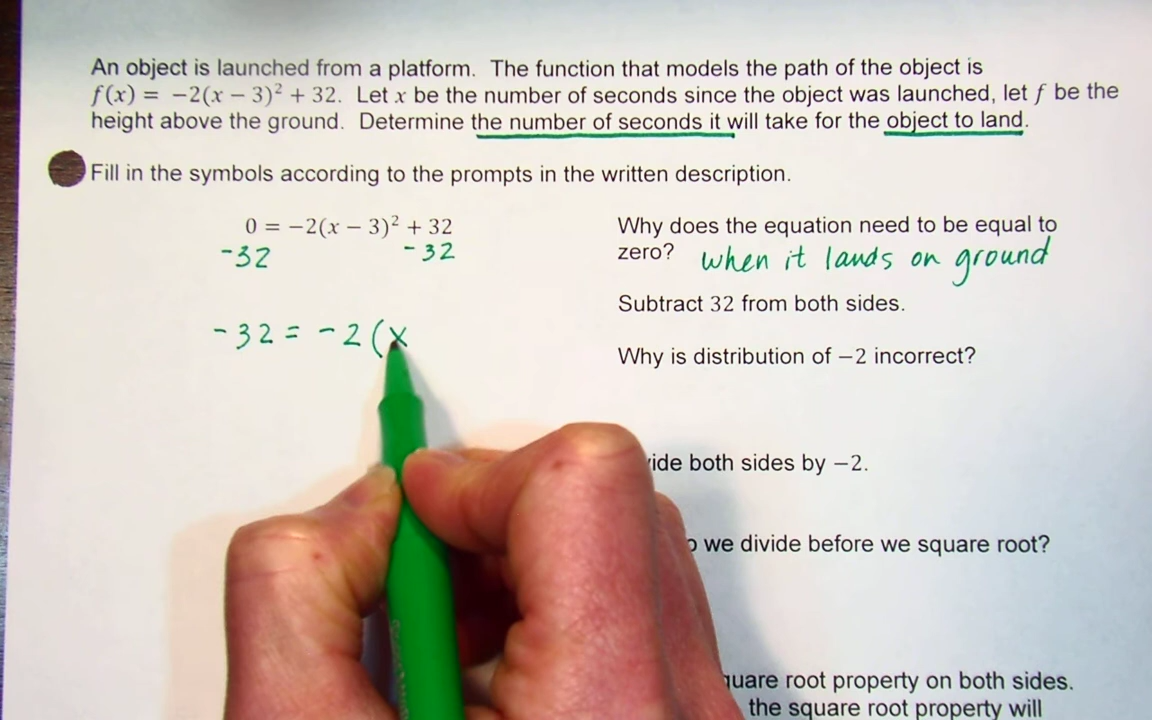 An object is launched from a platform. The function that models the path of the object is
f(x) = −2(x − 3)² + 32. Let x be the number of seconds since the object was launched, let f be the
height above the ground. Determine the number of seconds it will take for the object to land.
Fill in the symbols according to the prompts in the written description.
0 = −2(x − 3)² + 32
-32 -32
-32 = -2(x
Why does the equation need to be equal to
zero? when it lands on ground
Subtract 32 from both sides.
Why is distribution of −2 incorrect?
both sides by −2.
we divide before we square root?
root property on both sides.
the square root property will